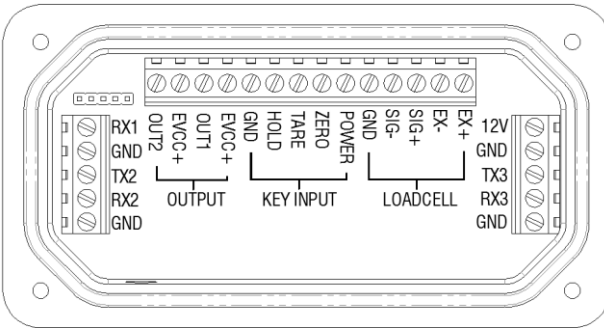 OUT2 EVCC+ OUT1 EVCC+ GND HOLD TARE ZERO POWER GND SIG- SIG+ EX- EX+
OUTPUT KEY INPUT LOADCELL
RX1
GND
TX2
RX2
GND
12V
GND
TX3
RX3
GND